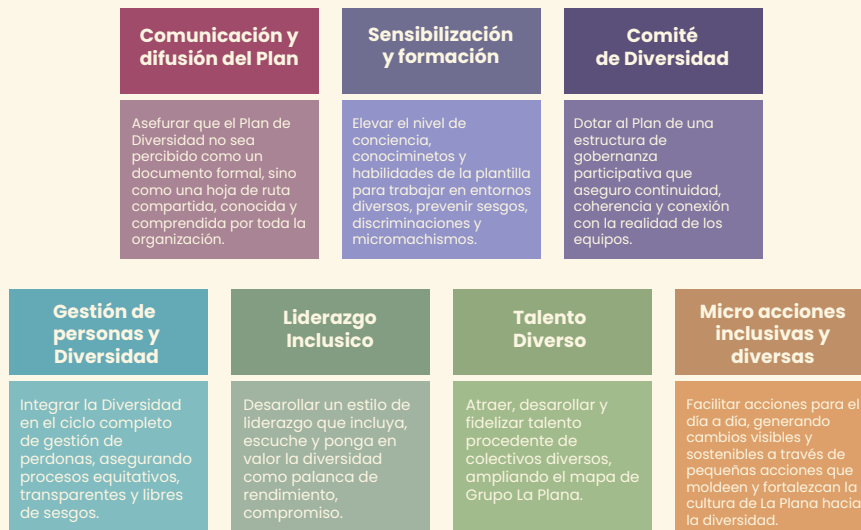 Comunicación y
difusión del Plan
Asefurar que el Plan de
Diversidad no sea
percibido como un
documento formal, sino
como una hoja de ruta
compartida, conocida y
comprendida por toda la
organización.
Sensibilización
y formación
Elevar el nivel de
conciencia,
conociminetos y
habilidades de la plantilla
para trabajar en entornos
diversos, prevenir sesgos,
discriminaciones y
micromachismos.
Comité
de Diversidad
Dotar al Plan de una
estructura de
gobernanza
participativa que
aseguro continuidad,
coherencia y conexión
con la realidad de los
equipos.
Gestión de
personas y
Diversidad
Integrar la Diversidad
en el ciclo completo
de gestión de
perdonas, asegurando
procesos equitativos,
transparentes y libres
de sesgos.
Liderazgo
Inclusico
Desarollar un estilo de
liderazgo que incluya,
escuche y ponga en
valor la diversidad
como palanca de
rendimiento,
compromiso.
Talento
Diverso
Atraer, desarollar y
fidelizar talento
procedente de
colectivos diversos,
ampliando el mapa de
Grupo La Plana.
Micro acciones
inclusivas y
diversas
Facilitar acciones para el
día a día, generando
cambios visibles y
sostenibles a través de
pequeñas acciones que
moldeen y fortalezcan la
cultura de La Plana hacia
la diversidad.